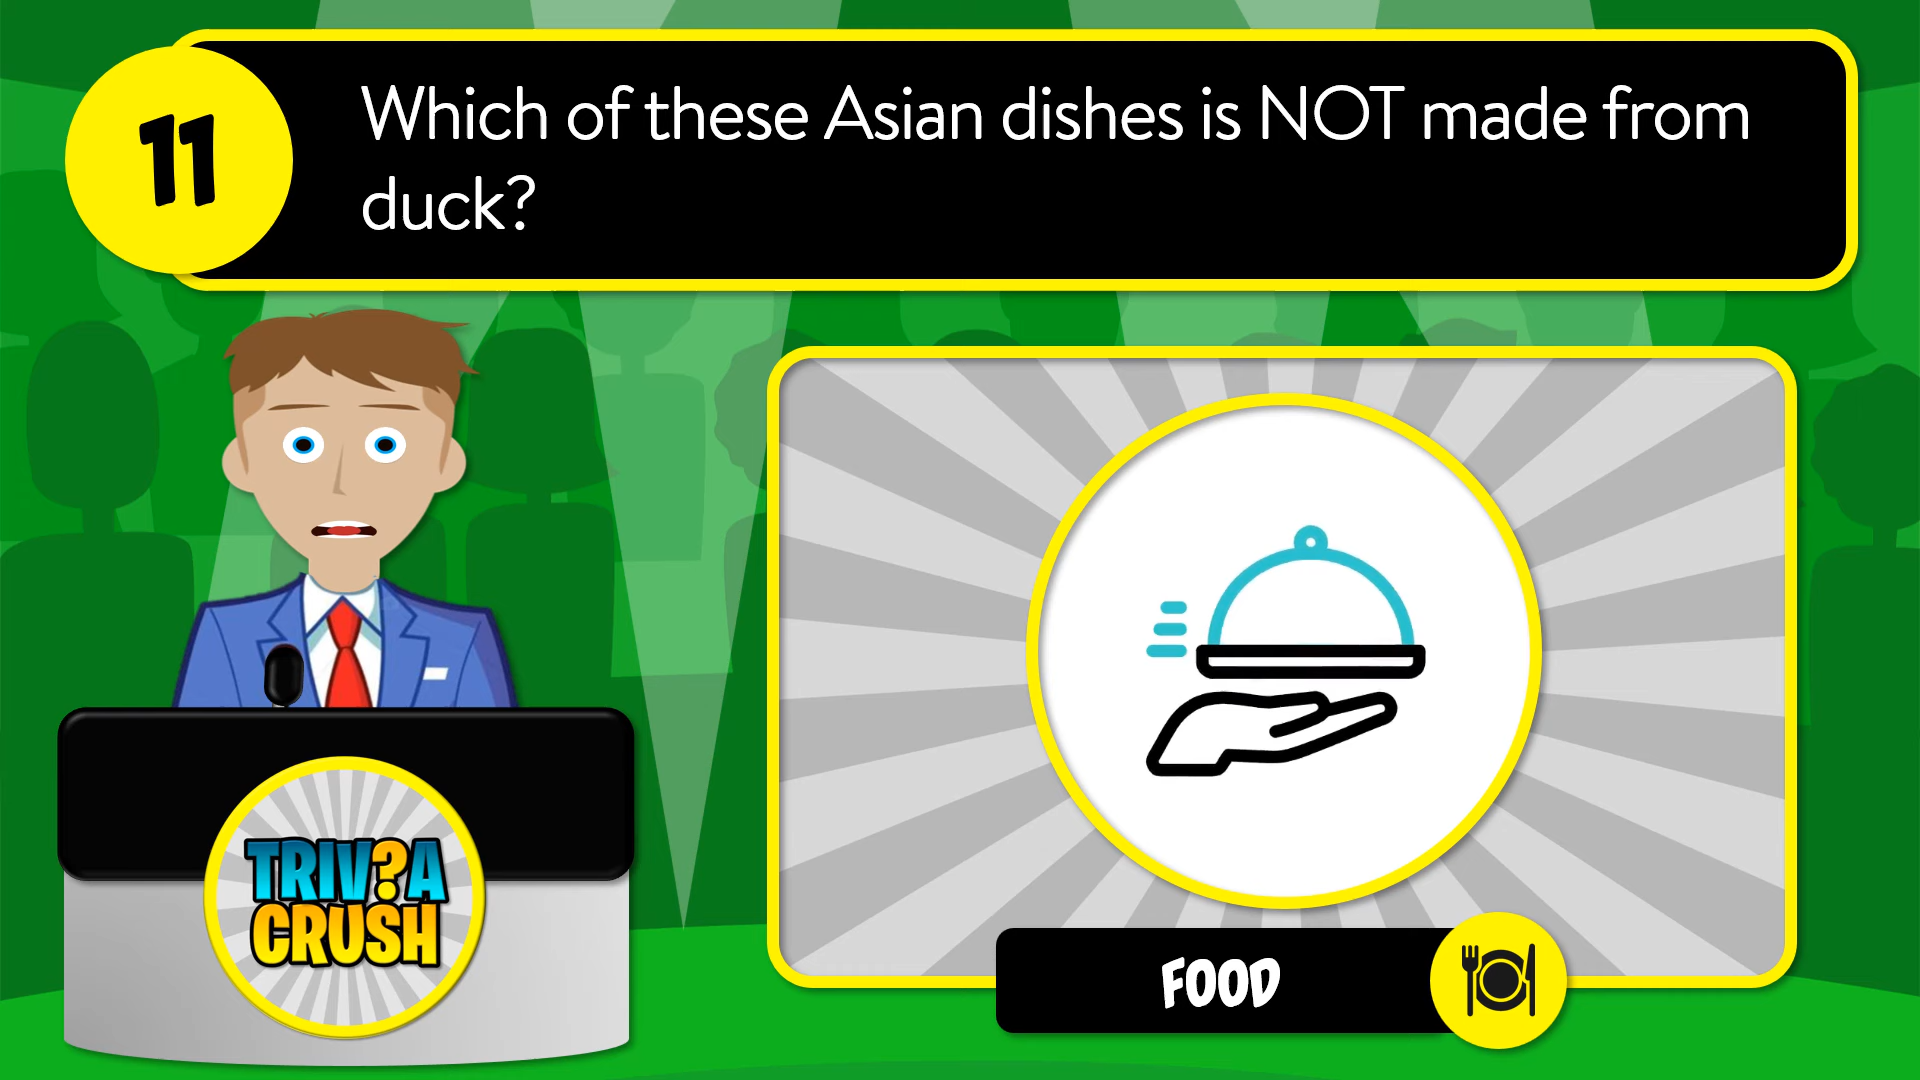 11
Which of these Asian dishes is NOT made from
duck?
TRIV?A
CRUSH
FOOD